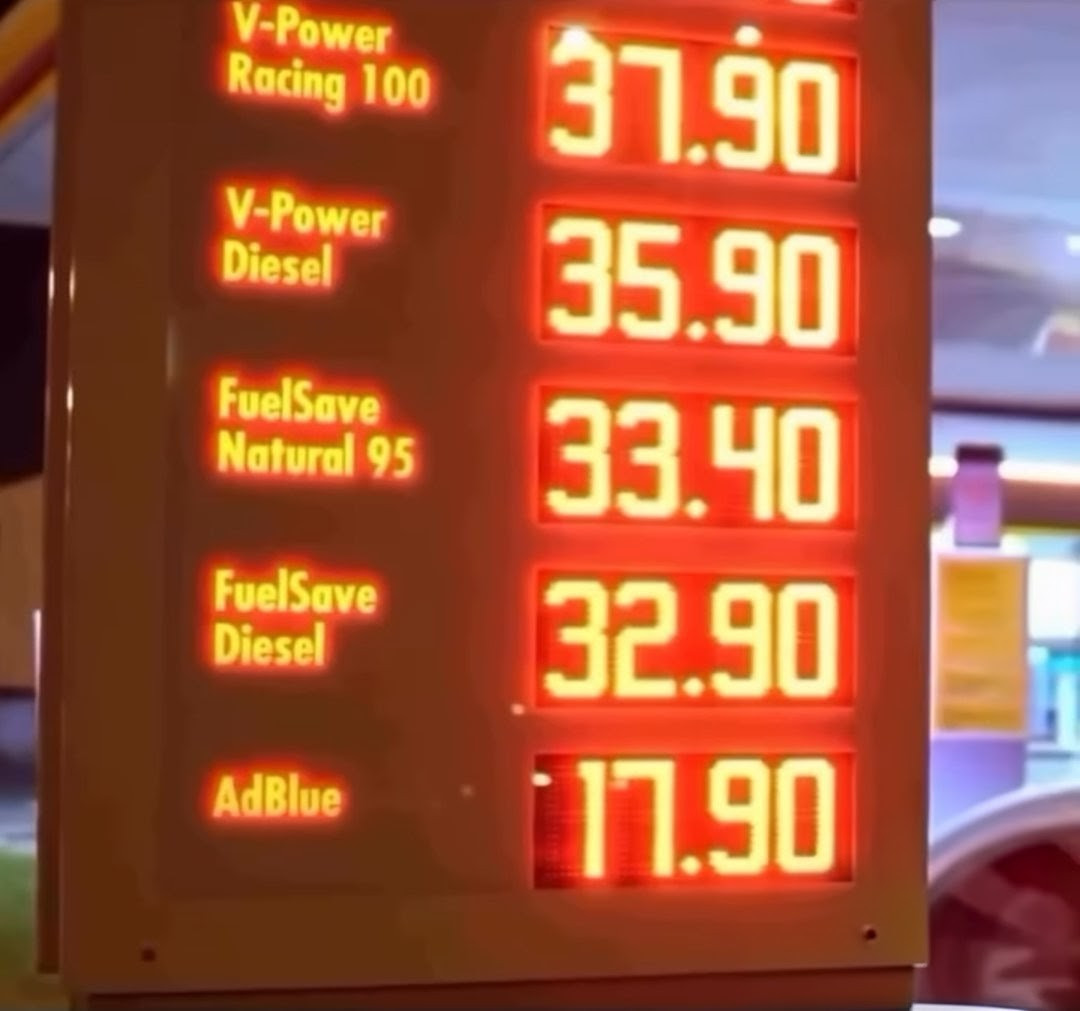 V-Power
Racing 100
37.90
V-Power
Diesel
35.90
FuelSave
Natural 95
33.40
FuelSave
Diesel
32.90
AdBlue
17.90